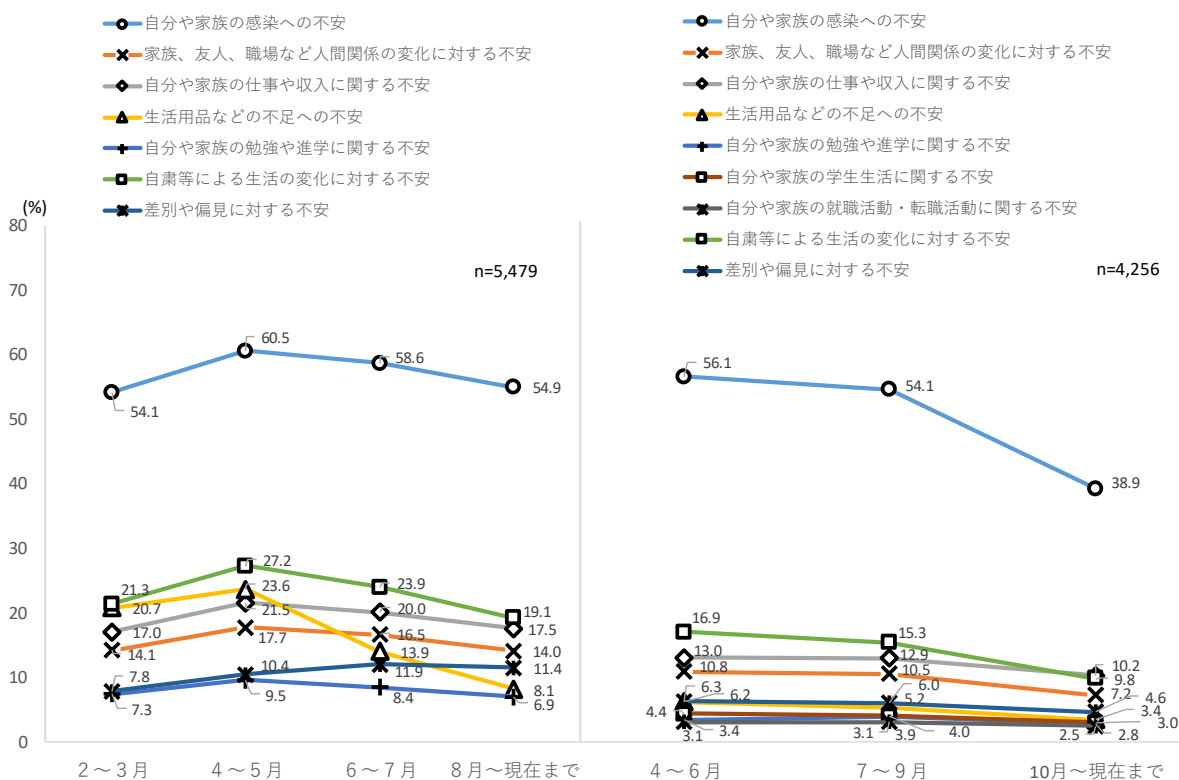 自分や家族の感染への不安
家族、友人、職場など人間関係の変化に対する不安
自分や家族の仕事や収入に関する不安
生活用品などの不足への不安
自分や家族の勉強や進学に関する不安
自粛等による生活の変化に対する不安
差別や偏見に対する不安
(%)
80
70
60
50
40
30
20
10
0
n=5,479
54.1
60.5
58.6
54.9
21.3
27.2
23.9
19.1
20.7
23.6
13.9
8.1
17.0
21.5
20.0
17.5
14.1
17.7
16.5
14.0
7.8
10.4
11.9
11.4
7.3
9.5
8.4
6.9
2～3月
4～5月
6～7月
8月～現在まで
自分や家族の感染への不安
家族、友人、職場など人間関係の変化に対する不安
自分や家族の仕事や収入に関する不安
生活用品などの不足への不安
自分や家族の勉強や進学に関する不安
自分や家族の学生生活に関する不安
自分や家族の就職活動・転職活動に関する不安
自粛等による生活の変化に対する不安
差別や偏見に対する不安
n=4,256
56.1
54.1
38.9
16.9
15.3
9.8
13.0
12.9
10.2
10.8
10.5
7.2
6.3
6.0
4.6
6.2
5.2
3.4
4.4
4.0
3.0
3.4
3.9
2.8
3.1
3.1
2.5
4～6月
7～9月
10月～現在まで